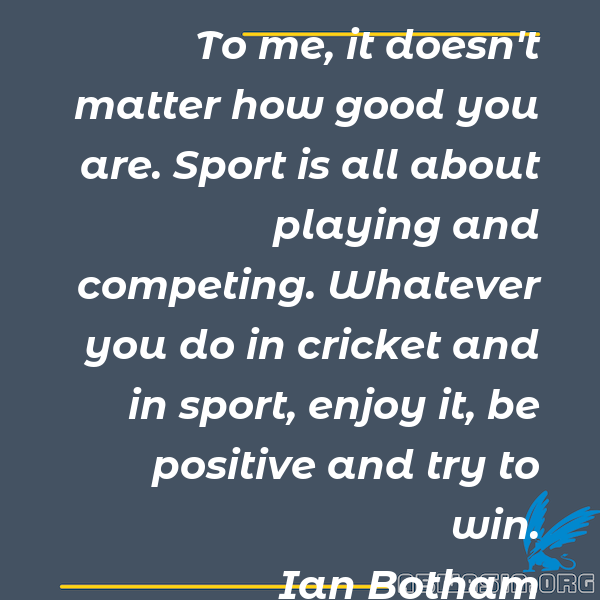 To me, it doesn't
matter how good you
are. Sport is all about
playing and
competing. Whatever
you do in cricket and
in sport, enjoy it, be
positive and try to
win.
Ian Botham